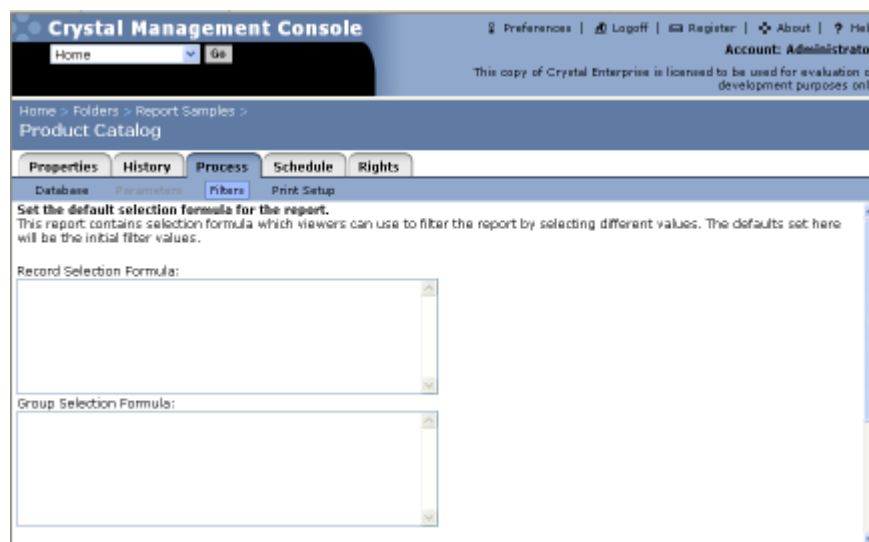 Crystal Management Console
Preferences | Logoff | Register | About | ? Hel
Home Go
Account: Administrato
This copy of Crystal Enterprise is licensed to be used for evaluation o
development purposes onl
Home > Folders > Report Samples >
Product Catalog
Properties History Process Schedule Rights
Database Parameters Filters Print Setup
Set the default selection formula for the report.
This report contains selection formula which viewers can use to filter the report by selecting different values. The defaults set here
will be the initial filter values.
Record Selection Formula:
Group Selection Formula: